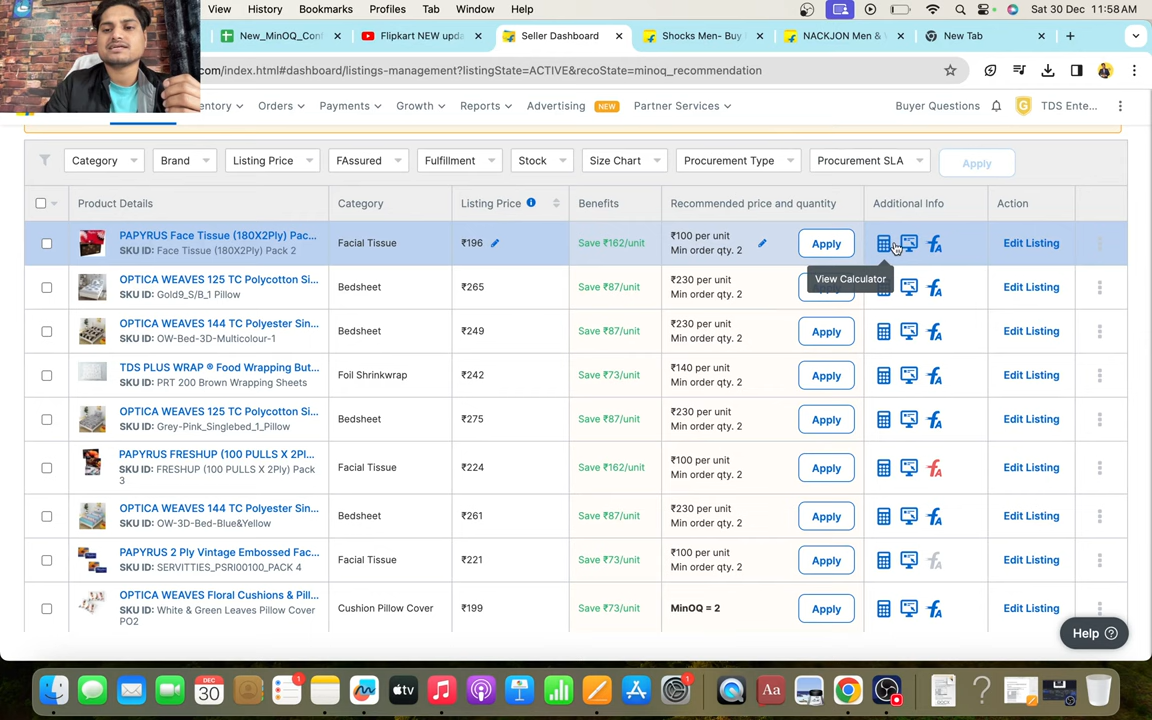 View History Bookmarks Profiles Tab Window Help Sat 30 Dec 11:58 AM
New_MinOQ_Conf Flipkart NEW upda Seller Dashboard Shocks Men- Buy NACKJON Men & New Tab
com/index.html#dashboard/listings-management?listingState=ACTIVE&recoState=minoq_recommendation
entory Orders Payments Growth Reports Advertising NEW Partner Services Buyer Questions G TDS Ente...
Category Brand Listing Price FAssured Fulfillment Stock Size Chart Procurement Type Procurement SLA Apply
Product Details Category Listing Price Benefits Recommended price and quantity Additional Info Action
PAPYRUS Face Tissue (180X2Ply) Pac... Facial Tissue ₹196 Save ₹162/unit ₹100 per unit Apply Edit Listing
SKU ID: Face Tissue (180X2Ply) Pack 2 Min order qty. 2
View Calculator
OPTICA WEAVES 125 TC Polycotton Si... Bedsheet ₹265 Save ₹87/unit ₹230 per unit Edit Listing
SKU ID: Gold9_S/B_1 Pillow Min order qty. 2
OPTICA WEAVES 144 TC Polyester Sin... Bedsheet ₹249 Save ₹87/unit ₹230 per unit Apply Edit Listing
SKU ID: OW-Bed-3D-Multicolour-1 Min order qty. 2
TDS PLUS WRAP ® Food Wrapping But... Foil Shrinkwrap ₹242 Save ₹73/unit ₹140 per unit Apply Edit Listing
SKU ID: PRT 200 Brown Wrapping Sheets Min order qty. 2
OPTICA WEAVES 125 TC Polycotton Si... Bedsheet ₹275 Save ₹87/unit ₹230 per unit Apply Edit Listing
SKU ID: Grey-Pink_Singlebed_1_Pillow Min order qty. 2
PAPYRUS FRESHUP (100 PULLS X 2Pl... Facial Tissue ₹224 Save ₹162/unit ₹100 per unit Apply Edit Listing
SKU ID: FRESHUP (100 PULLS X 2Ply) Pack Min order qty. 2
3
OPTICA WEAVES 144 TC Polyester Sin... Bedsheet ₹261 Save ₹87/unit ₹230 per unit Apply Edit Listing
SKU ID: OW-3D-Bed-Blue&Yellow Min order qty. 2
PAPYRUS 2 Ply Vintage Embossed Fac... Facial Tissue ₹221 Save ₹73/unit ₹100 per unit Apply Edit Listing
SKU ID: SERVITTIES_PSRI00100_PACK 4 Min order qty. 2
OPTICA WEAVES Floral Cushions & Pill... Cushion Pillow Cover ₹199 Save ₹73/unit MinOQ = 2 Apply Edit Listing
SKU ID: White & Green Leaves Pillow Cover
PO2
Help
DEC
30
1
tv
Aa
1